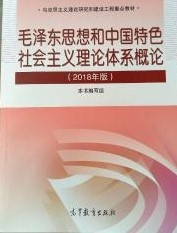 马克思主义理论研究和建设工程重点教材
毛泽东思想和中国特色
社会主义理论体系概论
(2018年版)
本书编写组
高等教育出版社